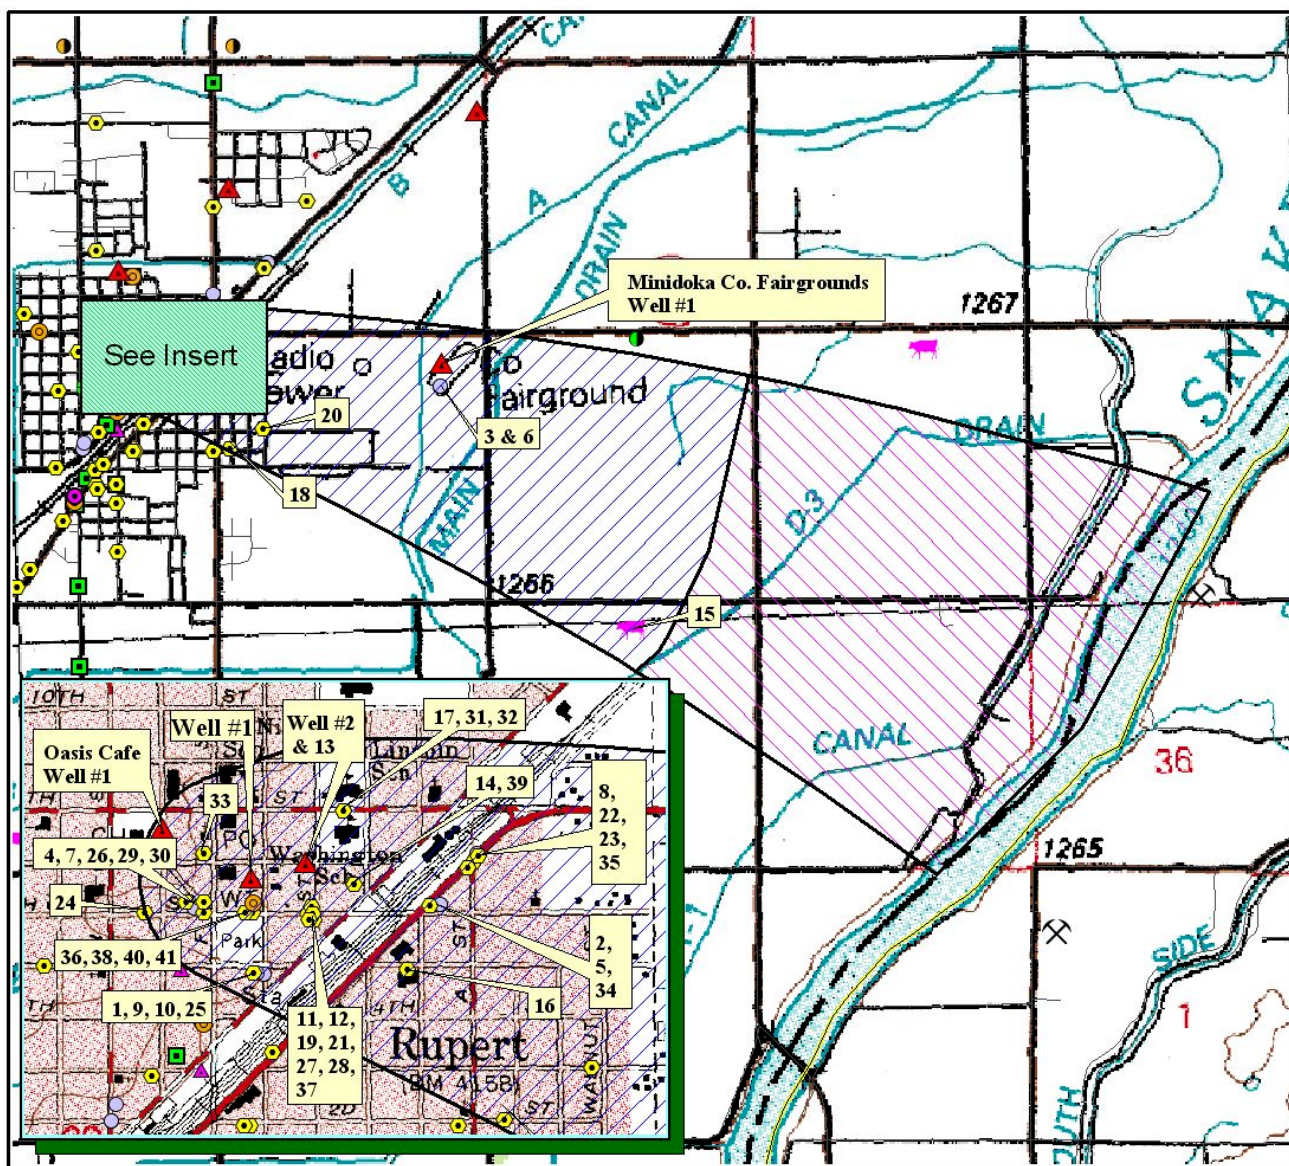 CANAL
B
A
DRAIN
Minidoka Co. Fairgrounds
Well #1
1267
See Insert
adio
ower
Co
Fairground
20
3 & 6
DRAIN
18
MAIN
D-3
1266
15
CANAL
36
1265
SIDE
1
10TH
ST
Well #1
Well #2
& 13
17, 31, 32
Oasis Cafe
Well #1
Lincoln
Sch
14, 39
8,
22,
23,
35
33
ST
4, 7, 26, 29, 30
Washington
Sch
24
Park
36, 38, 40, 41
2,
5,
34
ST
A
1, 9, 10, 25
4TH
16
11, 12,
19, 21,
27, 28,
37
Rupert
BM 4158
WALNUT
2D
ST